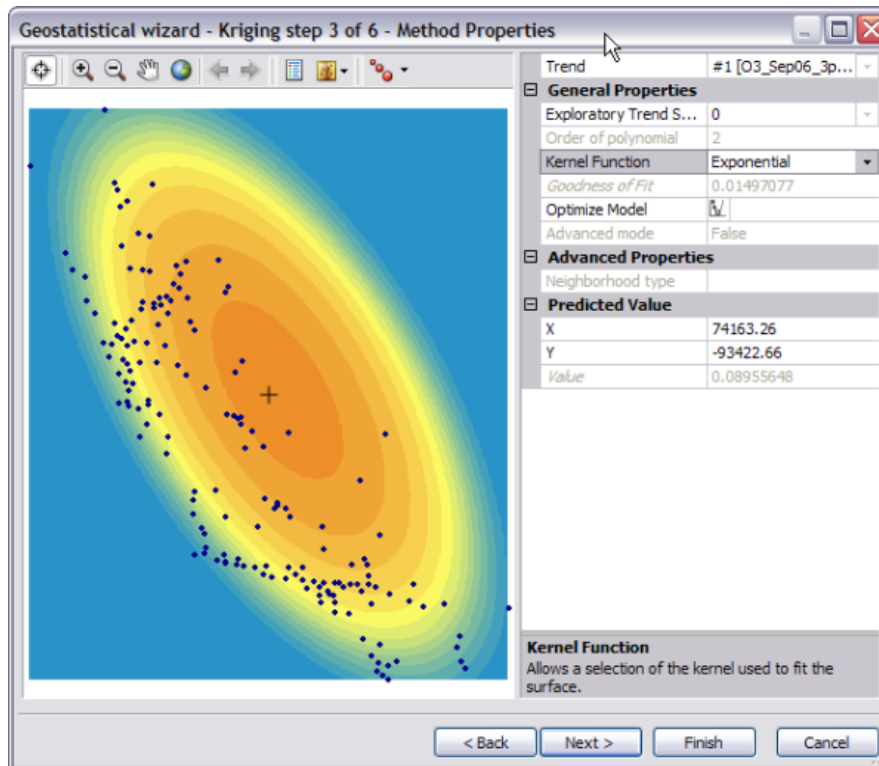 Geostatistical wizard - Kriging step 3 of 6 - Method Properties
Trend #1 [O3_Sep06_3p...
General Properties
Exploratory Trend S... 0
Order of polynomial 2
Kernel Function Exponential
Goodness of Fit 0.01497077
Optimize Model
Advanced mode False
Advanced Properties
Neighborhood type
Predicted Value
X 74163.26
Y -93422.66
Value 0.08955648
Kernel Function
Allows a selection of the kernel used to fit the
surface.
< Back Next > Finish Cancel